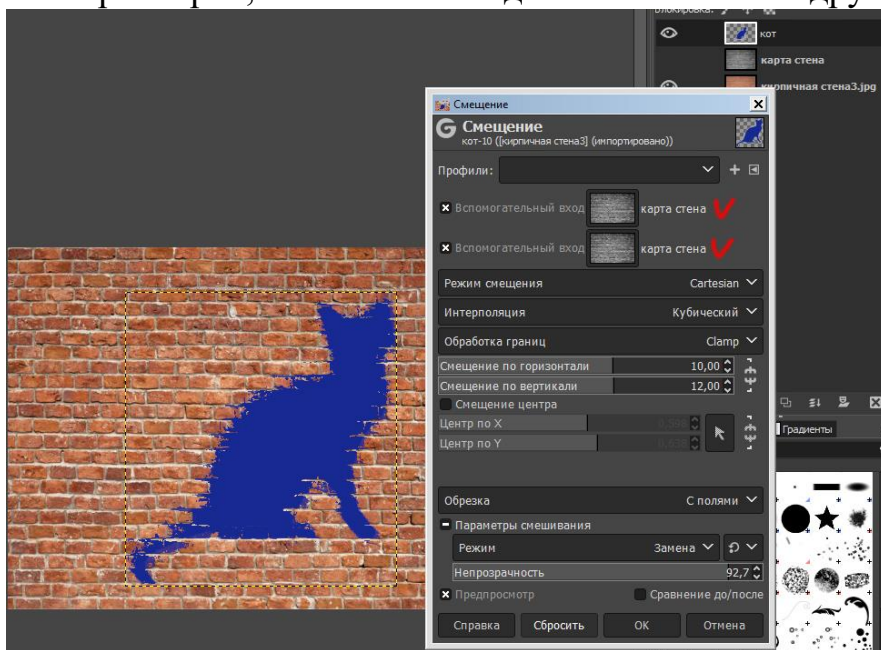 Блокировка:
кот
карта стена
кирпичная стена3.jpg
Смещение
Смещение
кот-10 ([кирпичная стена3] (импортировано))
Профили:
Вспомогательный вход карта стена
Вспомогательный вход карта стена
Режим смещения Cartesian
Интерполяция Кубический
Обработка границ Clamp
Смещение по горизонтали 10,00
Смещение по вертикали 12,00
Смещение центра
Центр по X
Центр по Y
Градиенты
Обрезка С полями
Параметры смешивания
Режим Замена
Непрозрачность 92,7
Предпросмотр Сравнение до/после
Справка Сбросить ОК Отмена